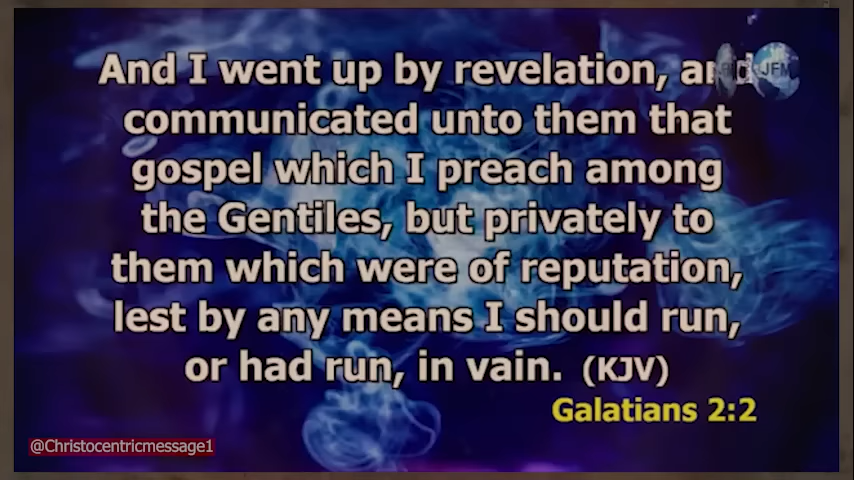 And I went up by revelation, and
communicated unto them that
gospel which I preach among
the Gentiles, but privately to
them which were of reputation,
lest by any means I should run,
or had run, in vain. (KJV)
Galatians 2:2
JFM
@Christocentricmessage1